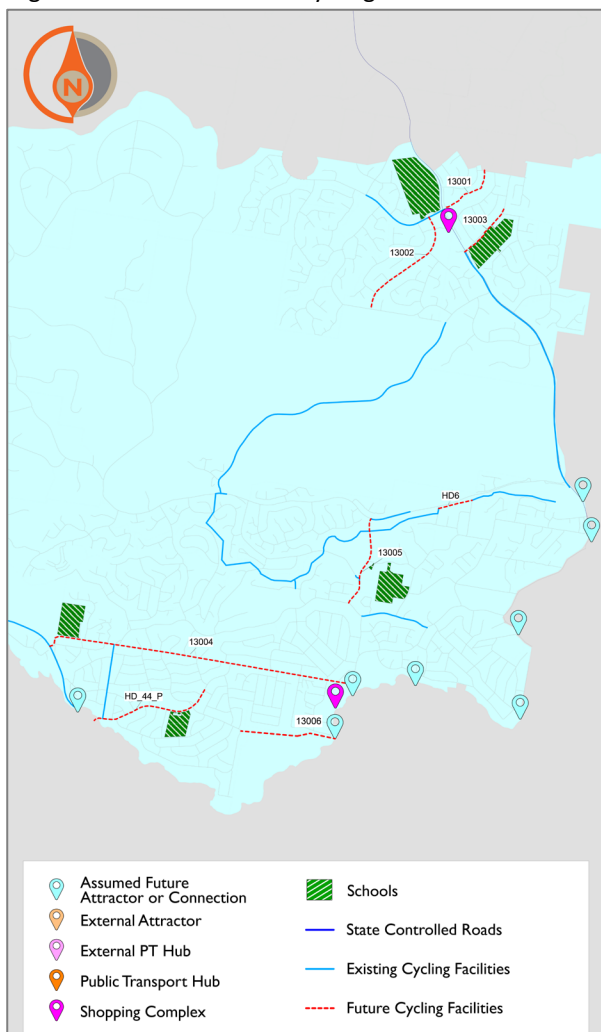 N
13001
13003
13002
HD6
13005
13004
HD_44_P
13006
Assumed Future
Attractor or Connection
External Attractor
External PT Hub
Public Transport Hub
Shopping Complex
Schools
State Controlled Roads
Existing Cycling Facilities
Future Cycling Facilities